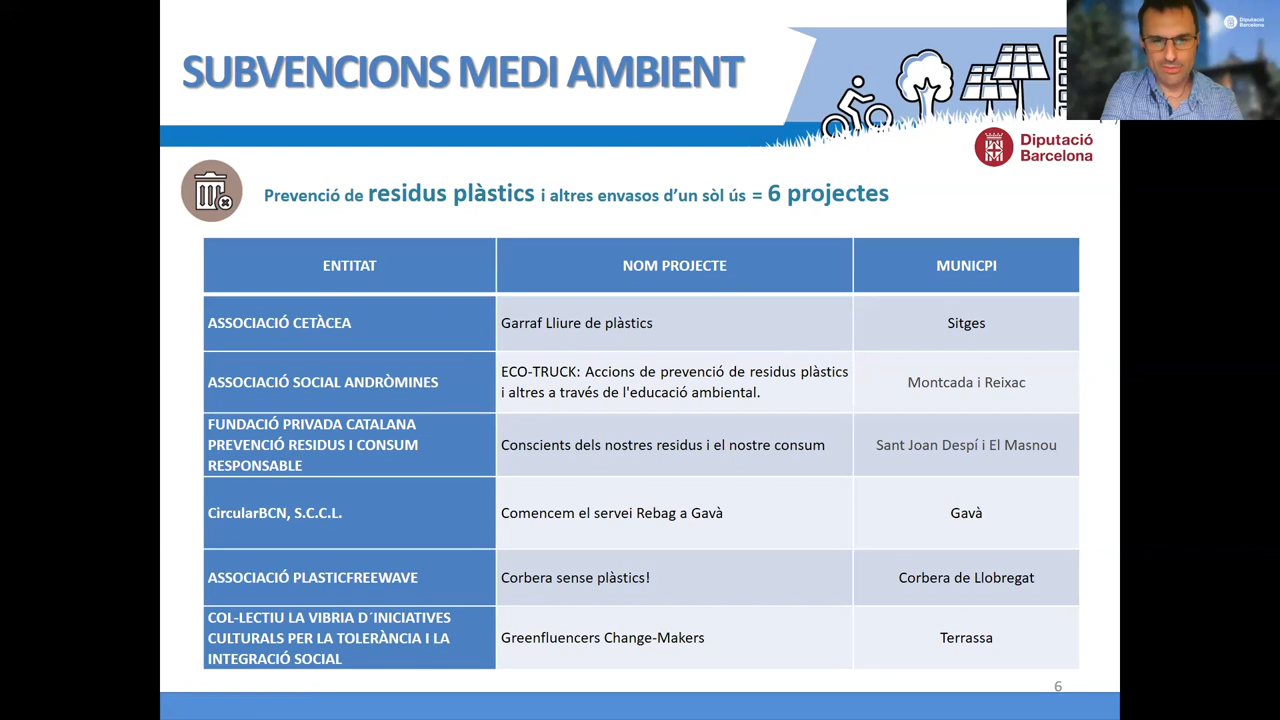 SUBVENCIONS MEDI AMBIENT
Diputació
Barcelona
Diputació
Barcelona
Prevenció de residus plàstics i altres envasos d’un sòl ús = 6 projectes
ENTITAT
NOM PROJECTE
MUNICPI
ASSOCIACIÓ CETÀCEA
Garraf Lliure de plàstics
Sitges
ASSOCIACIÓ SOCIAL ANDRÒMINES
ECO-TRUCK: Accions de prevenció de residus plàstics
i altres a través de l'educació ambiental.
Montcada i Reixac
FUNDACIÓ PRIVADA CATALANA
PREVENCIÓ RESIDUS I CONSUM
RESPONSABLE
Conscients dels nostres residus i el nostre consum
Sant Joan Despí i El Masnou
CircularBCN, S.C.C.L.
Comencem el servei Rebag a Gavà
Gavà
ASSOCIACIÓ PLASTICFREEWAVE
Corbera sense plàstics!
Corbera de Llobregat
COL-LECTIU LA VIBRIA D´INICIATIVES
CULTURALS PER LA TOLERÀNCIA I LA
INTEGRACIÓ SOCIAL
Greenfluencers Change-Makers
Terrassa
6